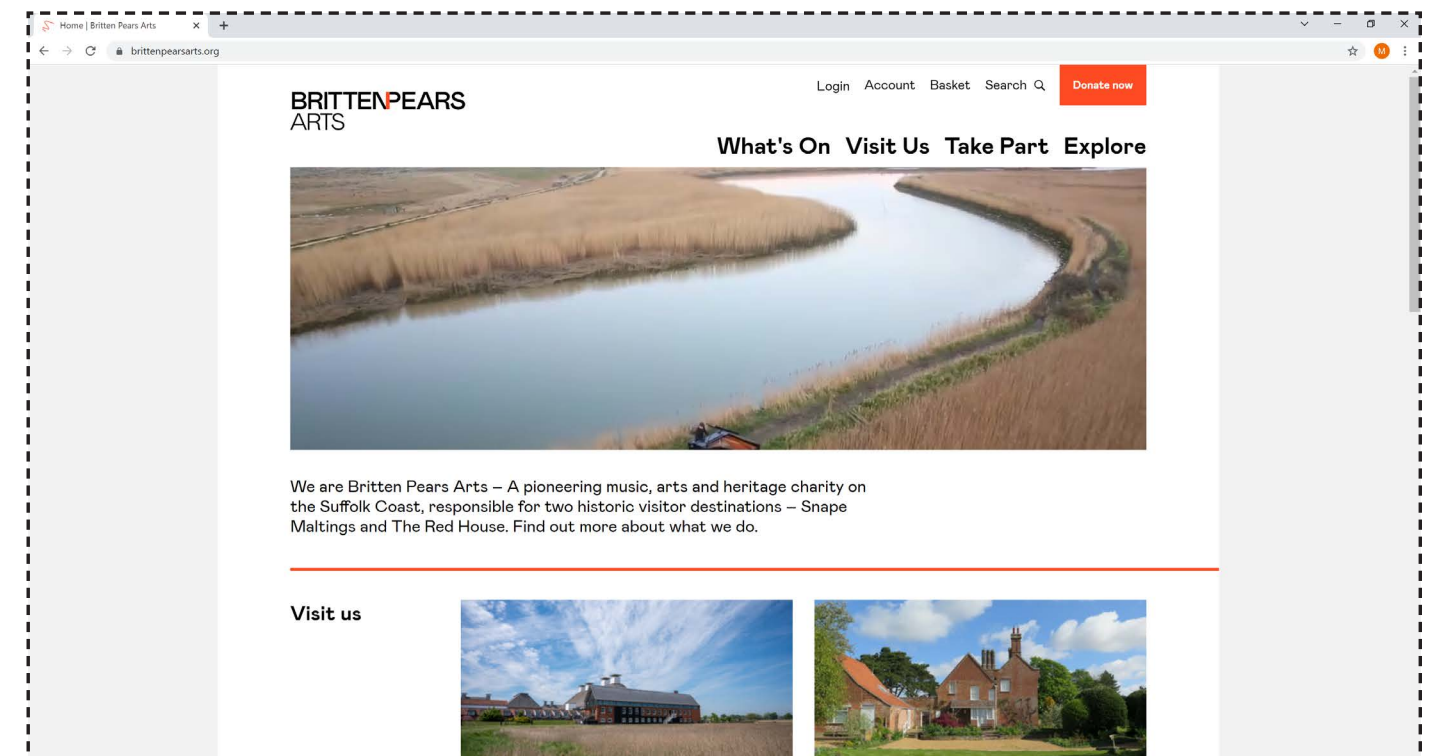 Home | Britten Pears Arts
brittenpearsarts.org
M
Login Account Basket Search Donate now
BRITTENPEARS
ARTS
What's On Visit Us Take Part Explore
We are Britten Pears Arts – A pioneering music, arts and heritage charity on
the Suffolk Coast, responsible for two historic visitor destinations – Snape
Maltings and The Red House. Find out more about what we do.
Visit us